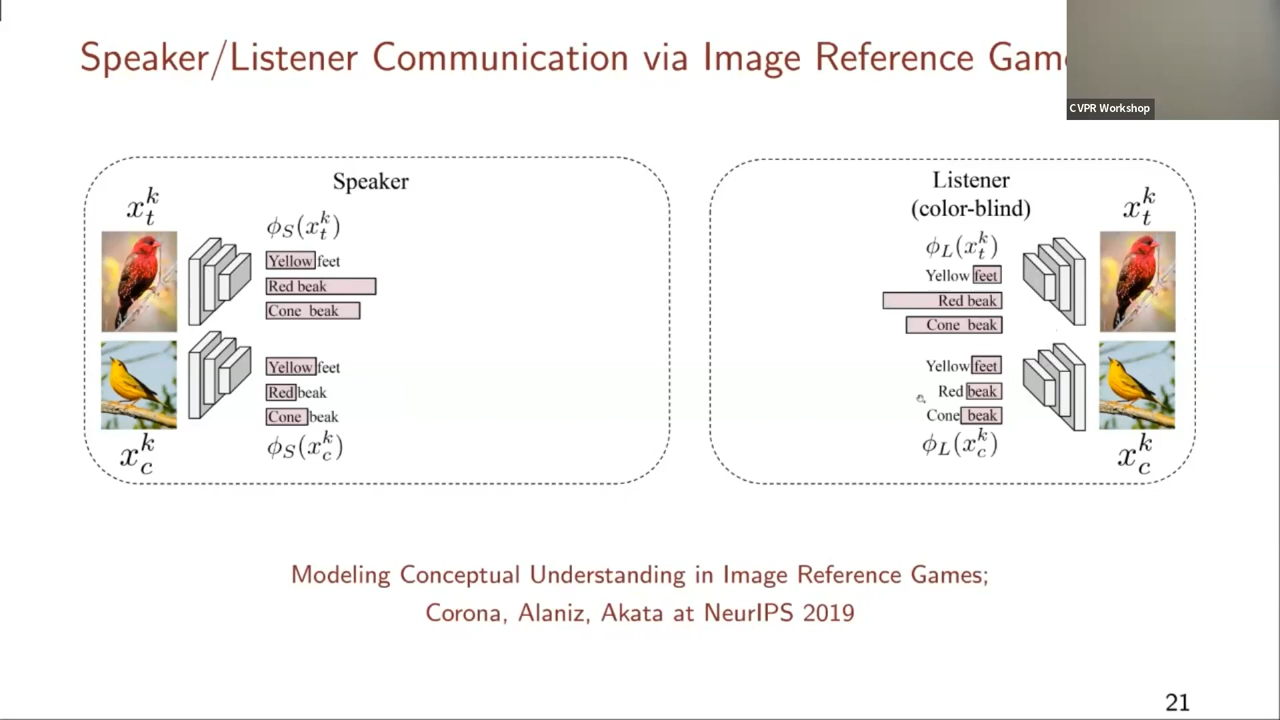 Speaker/Listener Communication via Image Reference Gam
CVPR Workshop
Speaker
x_t^k
ϕ_S(x_t^k)
Yellow feet
Red beak
Cone beak
Yellow feet
Red beak
Cone beak
ϕ_S(x_c^k)
x_c^k
Listener
(color-blind)
x_t^k
ϕ_L(x_t^k)
Yellow feet
Red beak
Cone beak
Yellow feet
Red beak
Cone beak
ϕ_L(x_c^k)
x_c^k
Modeling Conceptual Understanding in Image Reference Games;
Corona, Alaniz, Akata at NeurIPS 2019
21